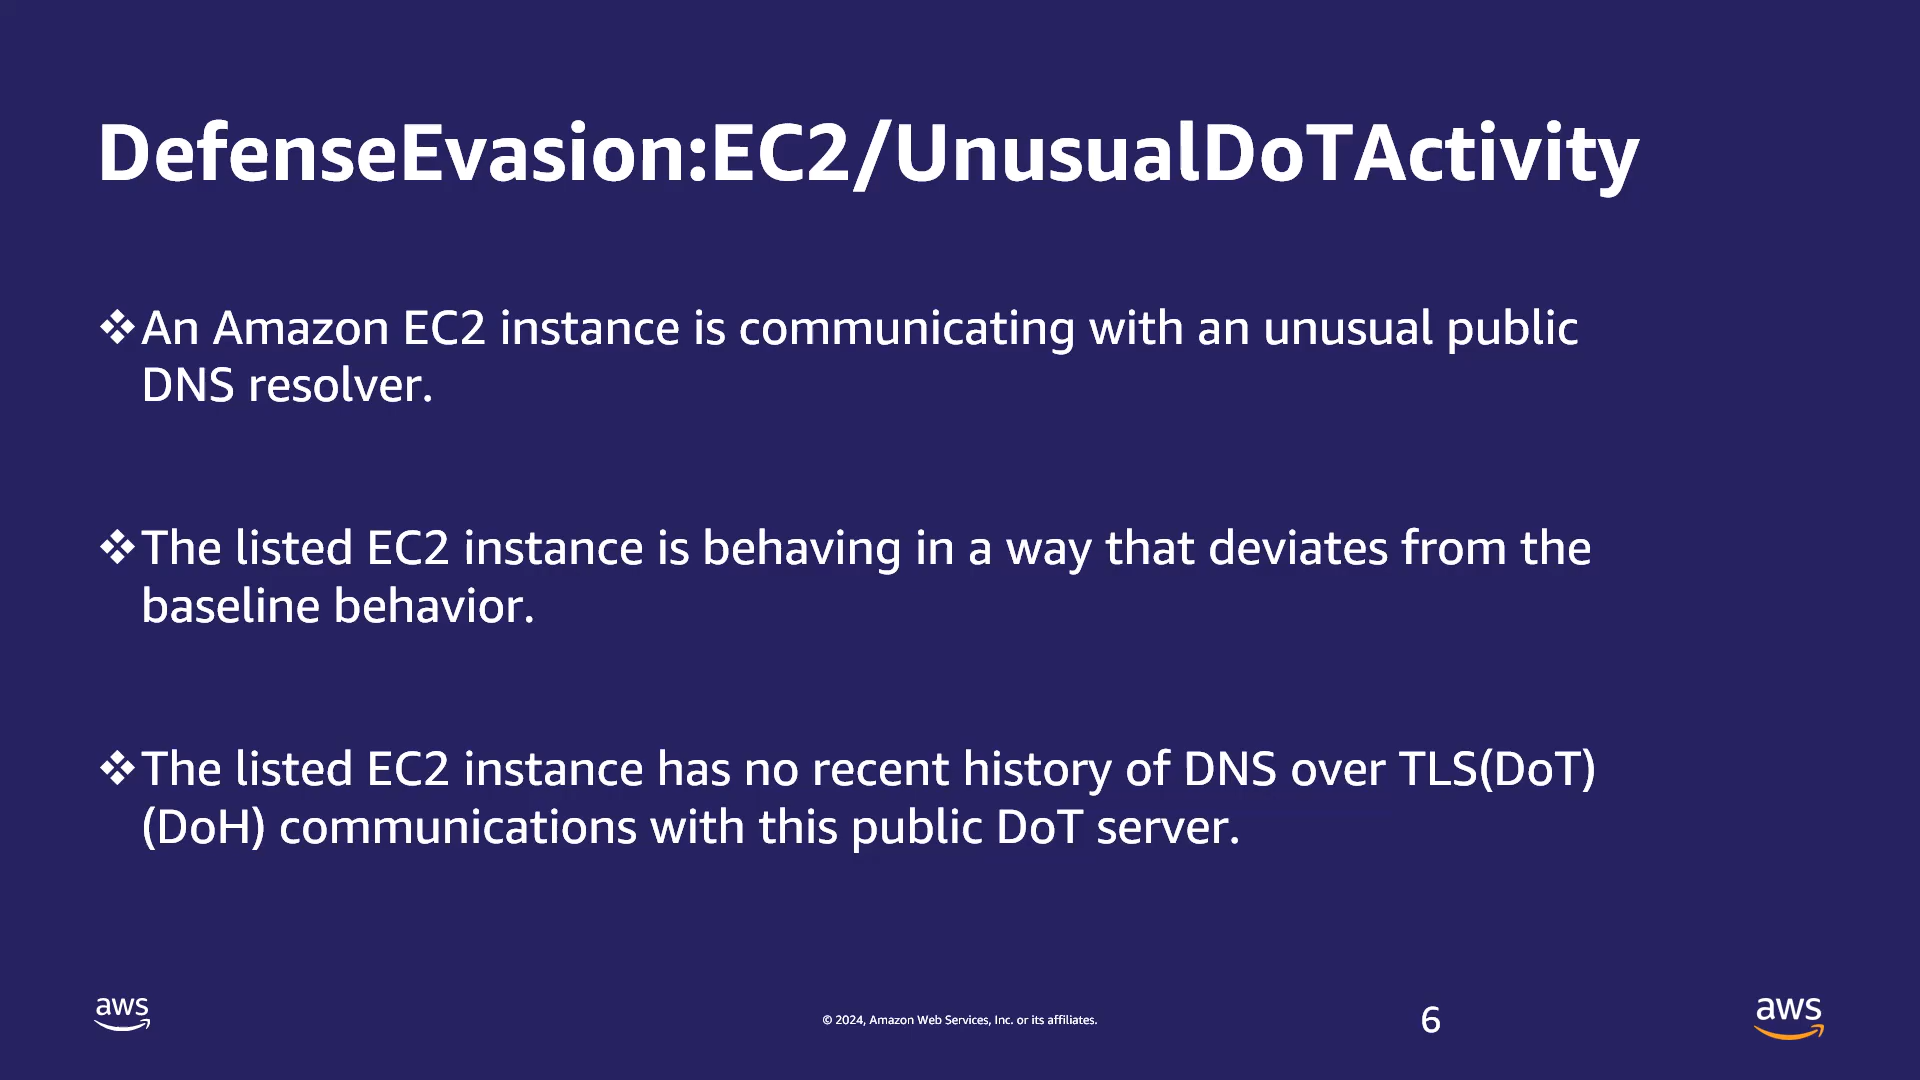 DefenseEvasion:EC2/UnusualDoTActivity
❖An Amazon EC2 instance is communicating with an unusual public
DNS resolver.
❖The listed EC2 instance is behaving in a way that deviates from the
baseline behavior.
❖The listed EC2 instance has no recent history of DNS over TLS(DoT)
(DoH) communications with this public DoT server.
aws
© 2024, Amazon Web Services, Inc. or its affiliates.
6
aws